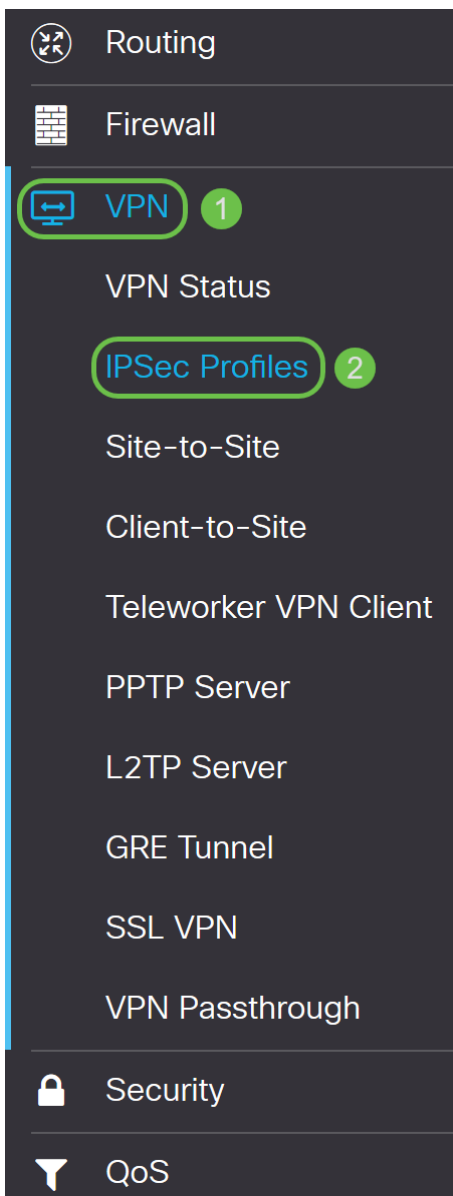 Routing
Firewall
VPN 1
VPN Status
IPSec Profiles 2
Site-to-Site
Client-to-Site
Teleworker VPN Client
PPTP Server
L2TP Server
GRE Tunnel
SSL VPN
VPN Passthrough
Security
QoS